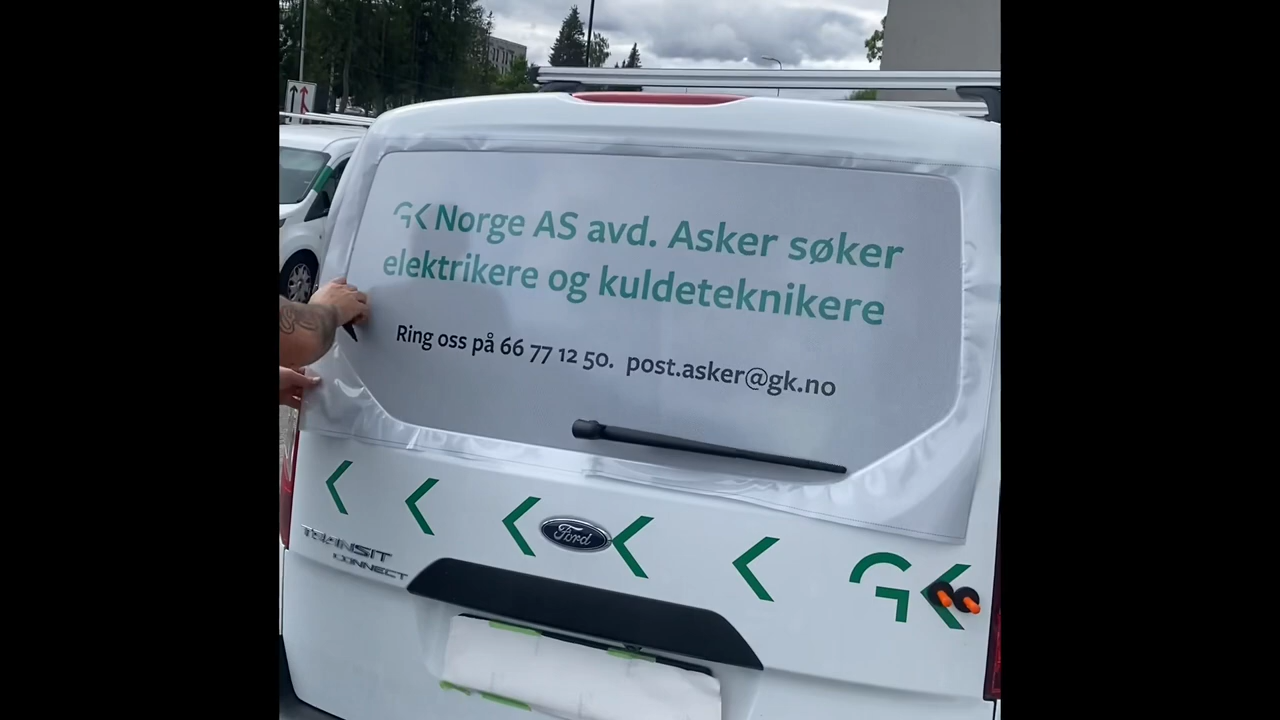 GK Norge AS avd. Asker søker
elektrikere og kuldeteknikere
Ring oss på 66 77 12 50. post.asker@gk.no
Ford
TRANSIT
CONNECT
GK